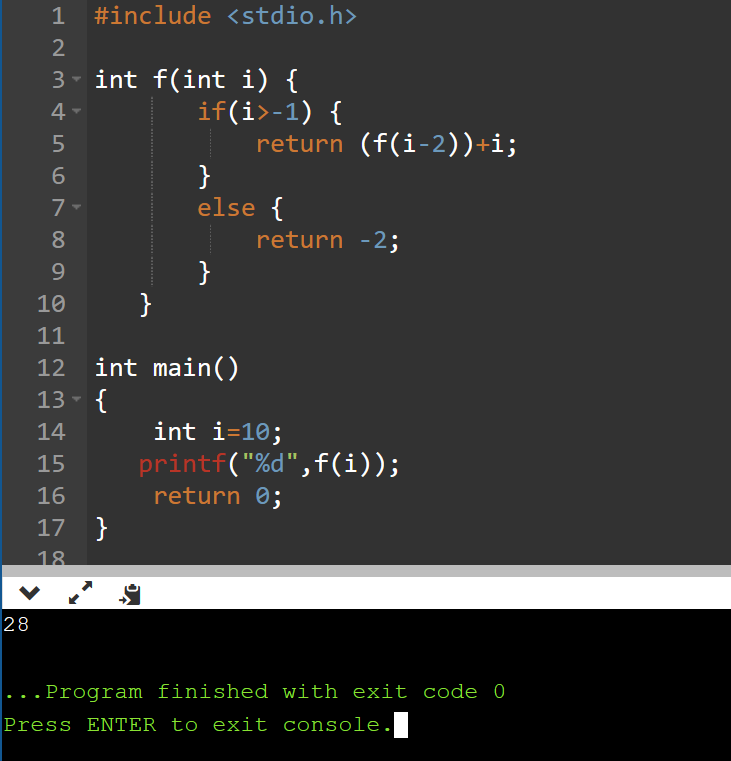 1 #include <stdio.h>
2
3 int f(int i) {
4 if(i>-1) {
5 return (f(i-2))+i;
6 }
7 else {
8 return -2;
9 }
10 }
11
12 int main()
13 {
14 int i=10;
15 printf("%d",f(i));
16 return 0;
17 }
18
28
...Program finished with exit code 0
Press ENTER to exit console.